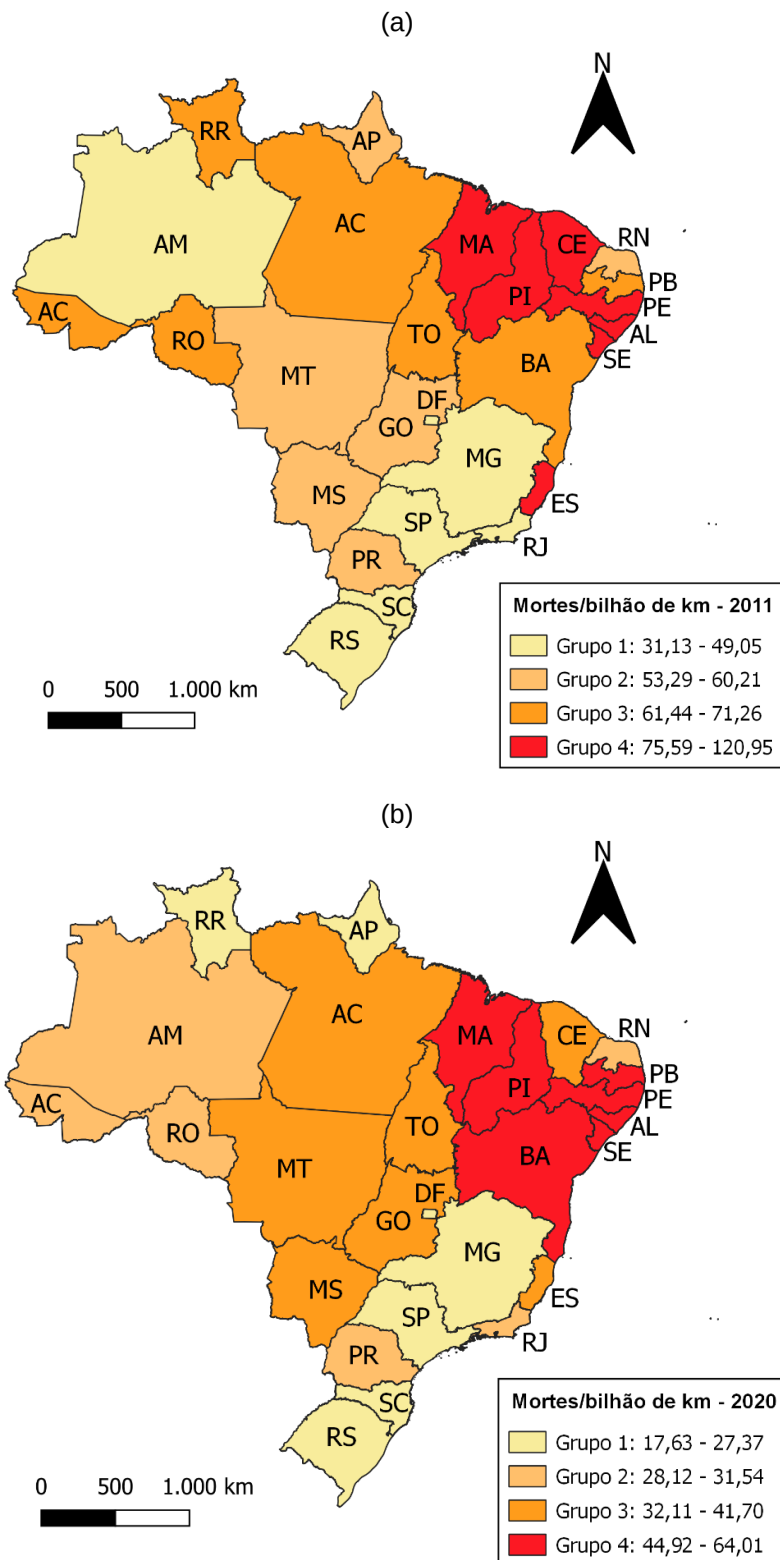 (a)
N
RR
AP
AM
AC
MA
CE
RN
PB
PI
PE
AC
AL
RO
TO
SE
BA
MT
DF
GO
MG
MS
ES
SP
RJ
PR
SC
RS
Mortes/bilhão de km - 2011
Grupo 1: 31,13 - 49,05
Grupo 2: 53,29 - 60,21
Grupo 3: 61,44 - 71,26
Grupo 4: 75,59 - 120,95
0 500 1.000 km
(b)
N
RR
AP
AM
AC
MA
CE
RN
PB
PI
PE
AC
AL
RO
TO
SE
BA
MT
DF
GO
MG
MS
ES
SP
RJ
PR
SC
RS
Mortes/bilhão de km - 2020
Grupo 1: 17,63 - 27,37
Grupo 2: 28,12 - 31,54
Grupo 3: 32,11 - 41,70
Grupo 4: 44,92 - 64,01
0 500 1.000 km